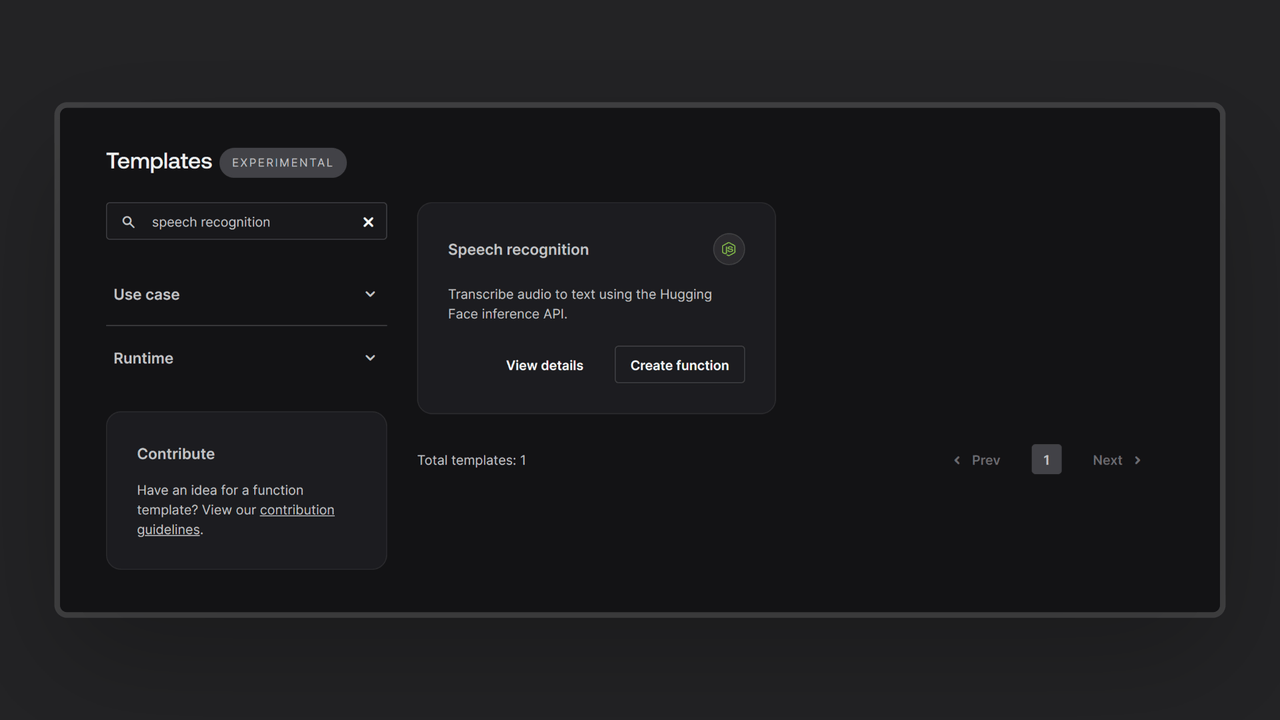 Templates EXPERIMENTAL
speech recognition
Use case
Runtime
Contribute
Have an idea for a function
template? View our contribution
guidelines.
Speech recognition
JS
Transcribe audio to text using the Hugging
Face inference API.
View details Create function
Total templates: 1
Prev 1 Next